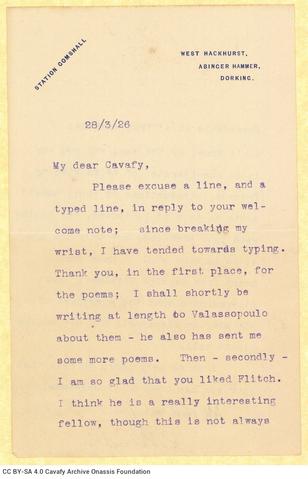 STATION GOMSHALL
WEST HACKHURST,
ABINGER HAMMER,
DORKING.
28/3/26
My dear Cavafy,
Please excuse a line, and a
typed line, in reply to your wel-
come note; since breaking my
wrist, I have tended towards typing.
Thank you, in the first place, for
the poems; I shall shortly be
writing at length to Valassopoulo
about them - he also has sent me
some more poems. Then - secondly -
I am so glad that you liked Flitch.
I think he is a really interesting
fellow, though this is not always
CC BY-SA 4.0 Cavafy Archive Onassis Foundation